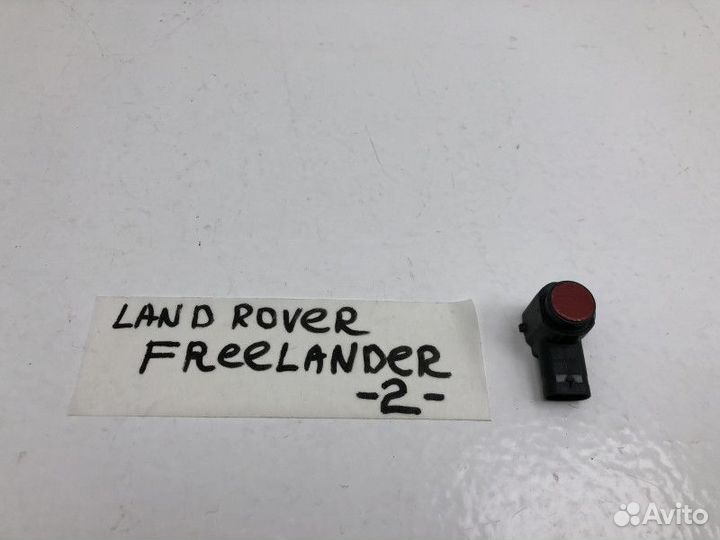 LAND ROVeR
FReeLANDeR
-2-
Avito